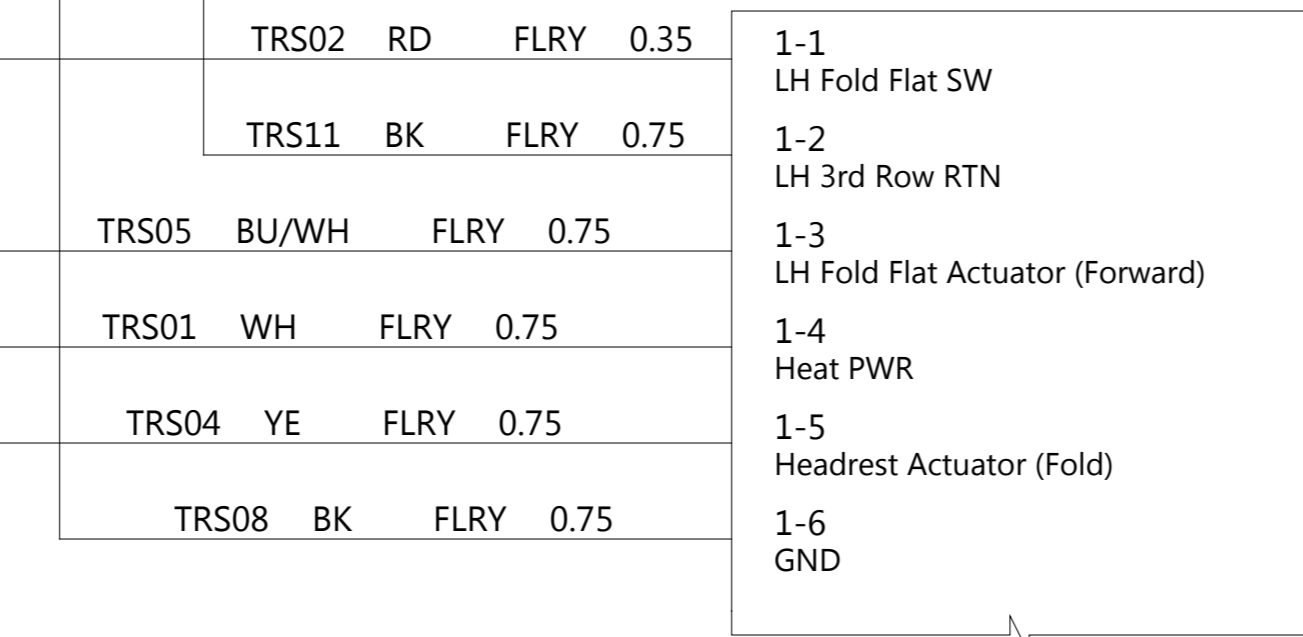 TRS02 RD FLRY 0.35
1-1
LH Fold Flat SW
TRS11 BK FLRY 0.75
1-2
LH 3rd Row RTN
TRS05 BU/WH FLRY 0.75
1-3
LH Fold Flat Actuator (Forward)
TRS01 WH FLRY 0.75
1-4
Heat PWR
TRS04 YE FLRY 0.75
1-5
Headrest Actuator (Fold)
TRS08 BK FLRY 0.75
1-6
GND